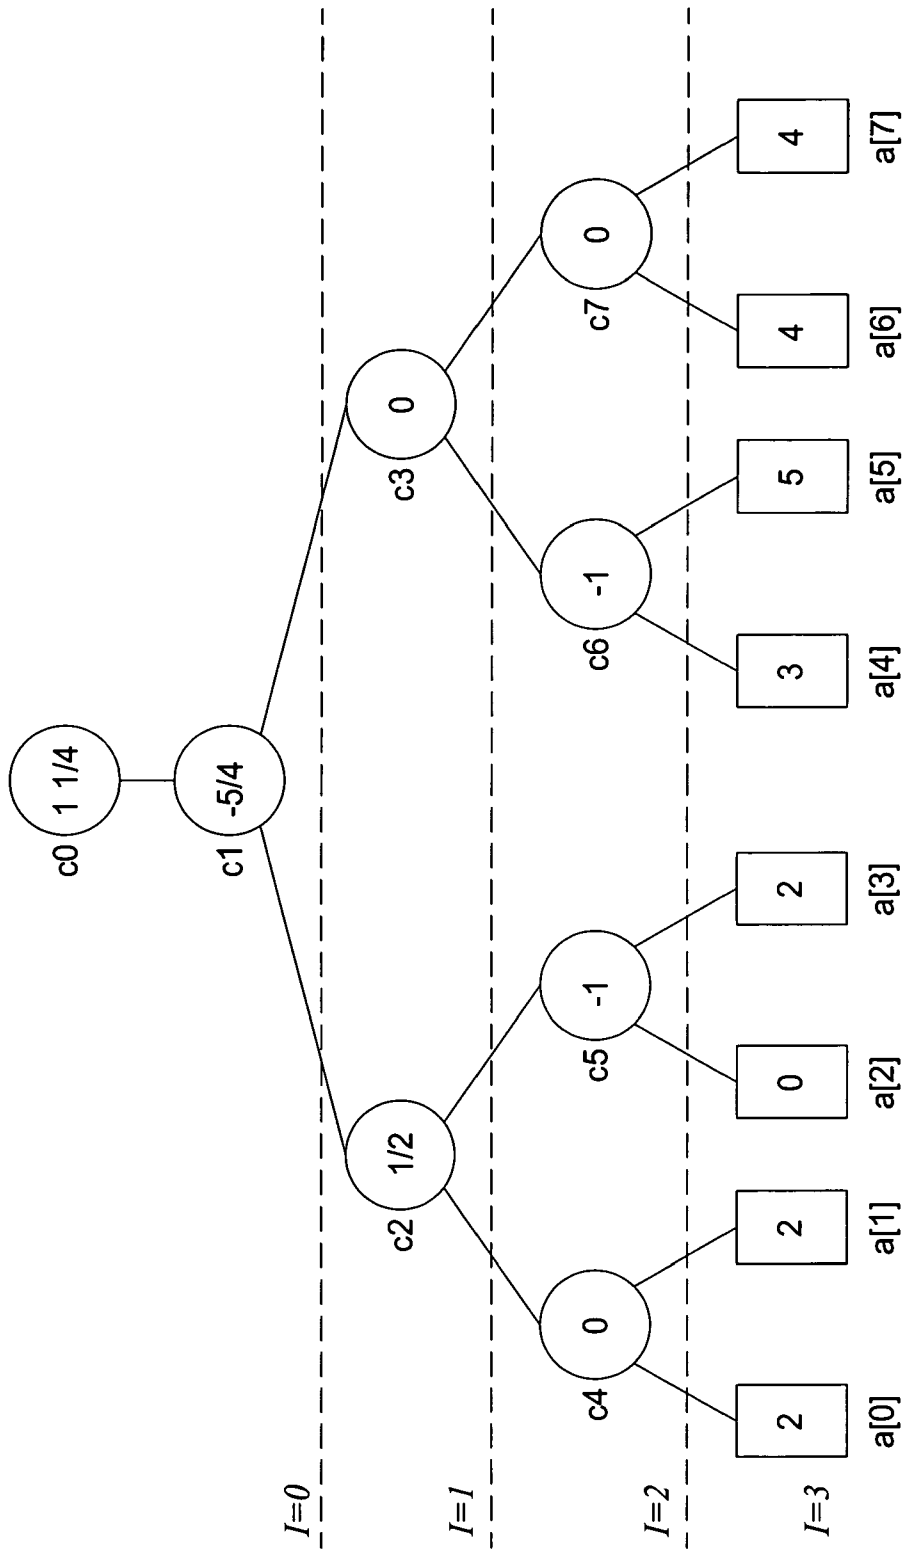 c0 1 1/4
c1 -5/4
I=0
c2 1/2
c3 0
I=1
c4 0
c5 -1
c6 -1
c7 0
I=2
2 2 0 2 3 5 4 4
I=3
a[0] a[1] a[2] a[3] a[4] a[5] a[6] a[7]